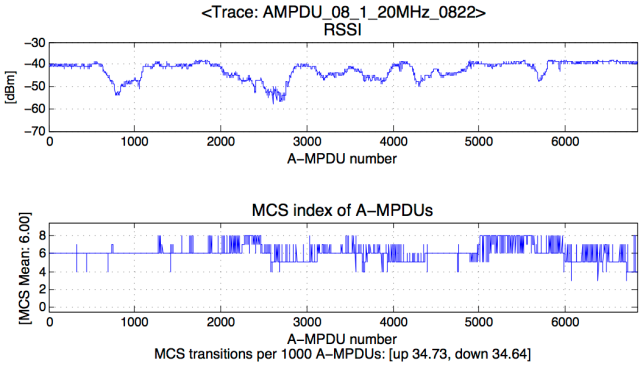 <Trace: AMPDU_08_1_20MHz_0822>
RSSI
[dBm]
−30
−40
−50
−60
−70
0 1000 2000 3000 4000 5000 6000
A−MPDU number
MCS index of A−MPDUs
[MCS Mean: 6.00]
8
6
4
2
0
0 1000 2000 3000 4000 5000 6000
A−MPDU number
MCS transitions per 1000 A−MPDUs: [up 34.73, down 34.64]